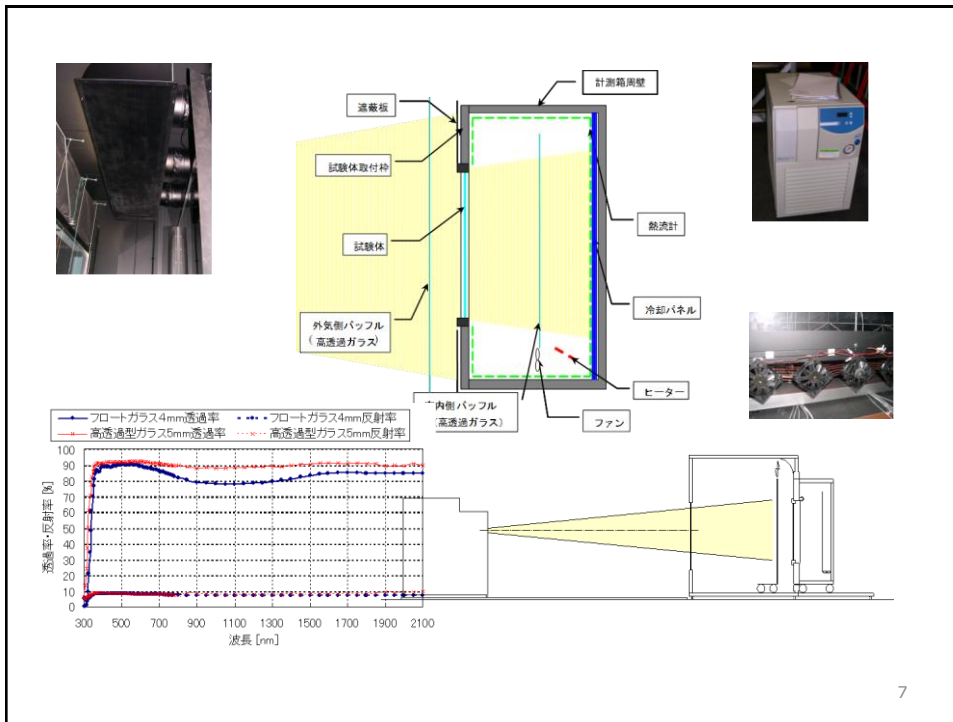 計測箱周壁
遮蔽板
試験体取付枠
試験体
熱流計
外気側バッフル
(高透過ガラス)
冷却パネル
ヒーター
内側バッフル
(高透過ガラス)
ファン
フローとガラス4mm透過率
フロートガラス4mm反射率
高透過型ガラス5mm透過率
高透過型ガラス5mm反射率
透過率・反射率 [%]
100
90
80
70
60
50
40
30
20
10
0
300 500 700 900 1100 1300 1500 1700 1900 2100
波長 [nm]
7